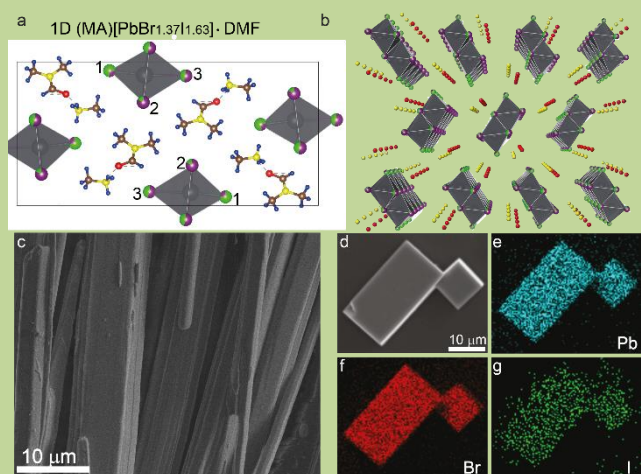 a
1D (MA)[PbBr1.37I1.63]·DMF
b
1
3
2
2
3
1
c
10 μm
d
10 μm
e
Pb
f
Br
g
I